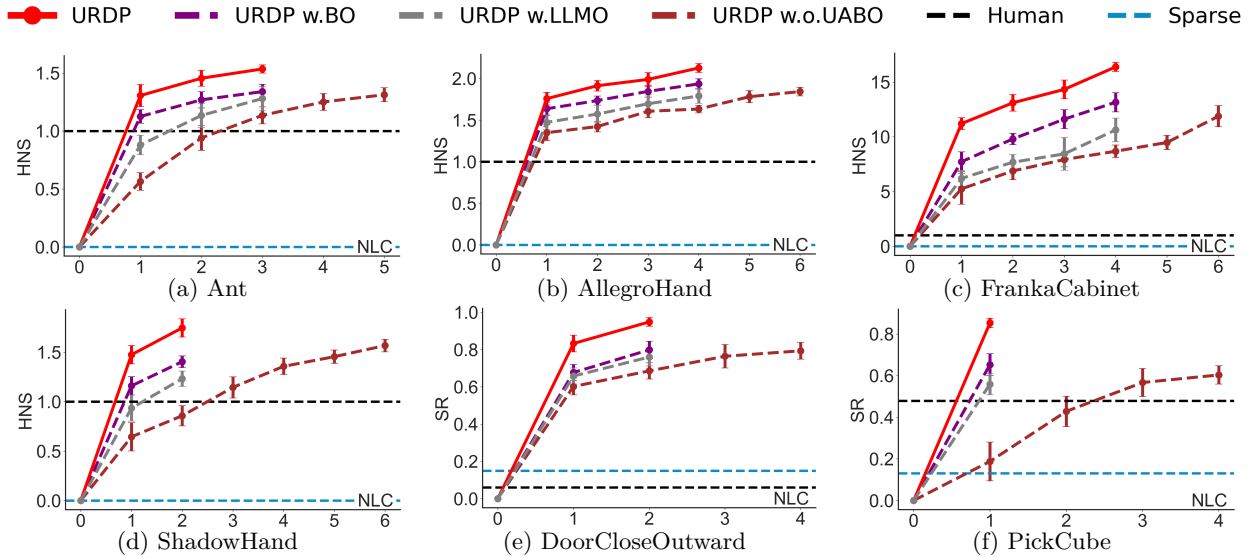 URDP URDP w.BO URDP w.LLMO URDP w.o.UABO Human Sparse
HNS
1.5
1.0
0.5
0.0
NLC
0 1 2 3 4 5
(a) Ant
HNS
2.0
1.5
1.0
0.5
0.0
NLC
0 1 2 3 4 5 6
(b) AllegroHand
HNS
15
10
5
0
NLC
0 1 2 3 4 5 6
(c) FrankaCabinet
HNS
1.5
1.0
0.5
0.0
NLC
0 1 2 3 4 5 6
(d) ShadowHand
SR
1.0
0.8
0.6
0.4
0.2
0.0
NLC
0 1 2 3 4
(e) DoorCloseOutward
SR
0.8
0.6
0.4
0.2
0.0
NLC
0 1 2 3 4
(f) PickCube